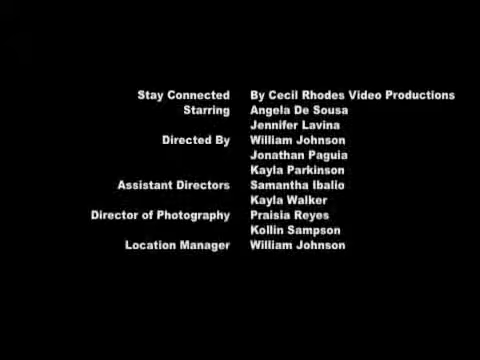 Stay Connected By Cecil Rhodes Video Productions
Starring Angela De Sousa
Jennifer Lavina
Directed By William Johnson
Jonathan Paguia
Kayla Parkinson
Assistant Directors Samantha Ibalio
Kayla Walker
Director of Photography Praisia Reyes
Kollin Sampson
Location Manager William Johnson